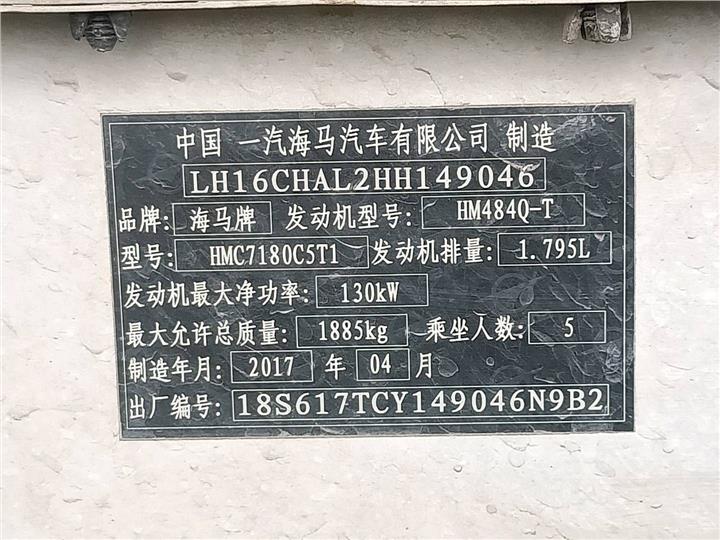 中国 一汽海马汽车有限公司 制造
LH16CHAL2HH149046
品牌: 海马牌 发动机型号: HM484Q-T
型号: HMC7180C5T1 发动机排量: 1.795L
发动机最大净功率: 130kW
最大允许总质量: 1885kg 乘坐人数: 5
制造年月: 2017 年 04 月
出厂编号: 18S617TCY149046N9B2